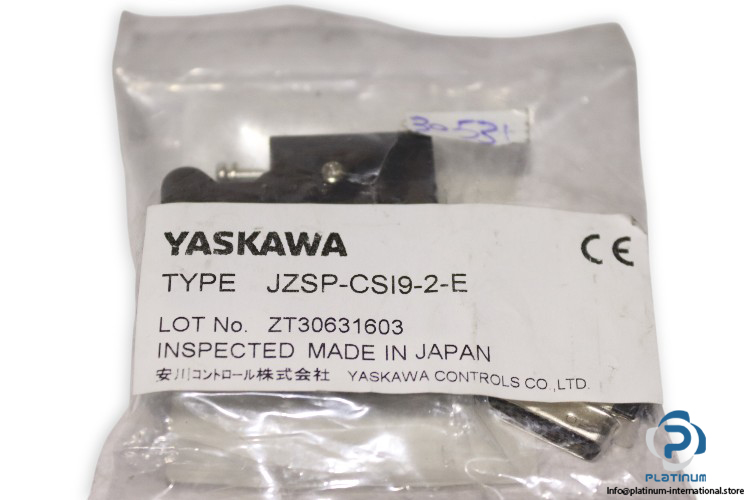 30531
YASKAWA
CE
TYPE JZSP-CSI9-2-E
LOT No. ZT30631603
INSPECTED MADE IN JAPAN
安川コントロール株式会社 YASKAWA CONTROLS CO.,LTD.
PLATINUM
Info@platinum-international.store